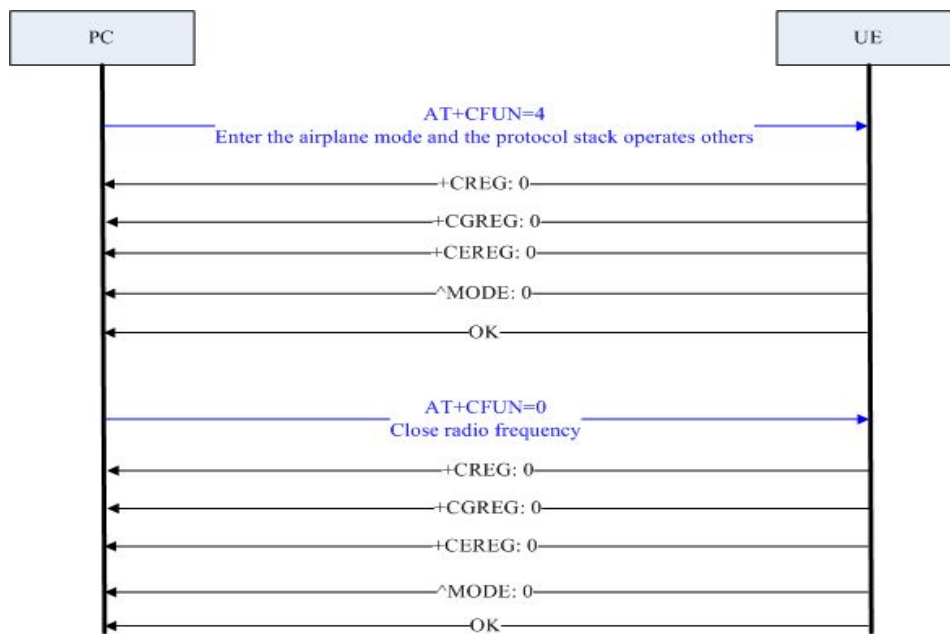 PC
UE
AT+CFUN=4
Enter the airplane mode and the protocol stack operates others
+CREG: 0
+CGREG: 0
+CEREG: 0
^MODE: 0
OK
AT+CFUN=0
Close radio frequency
+CREG: 0
+CGREG: 0
+CEREG: 0
^MODE: 0
OK